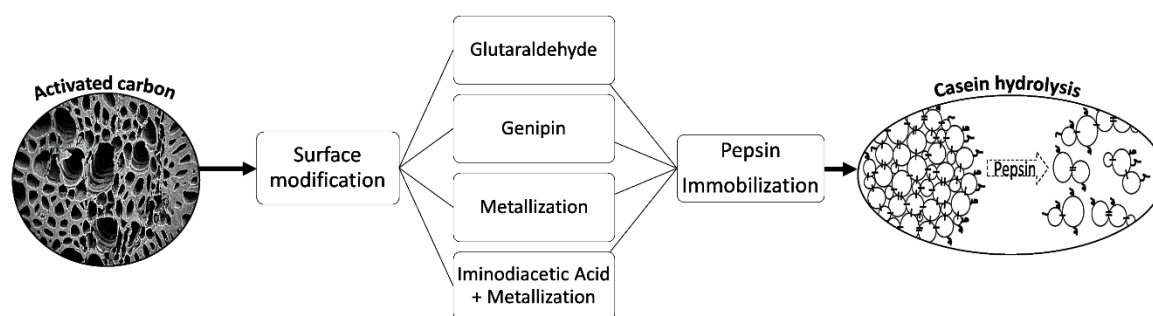 Activated carbon
Surface
modification
Glutaraldehyde
Genipin
Metallization
Iminodiacetic Acid
+ Metallization
Pepsin
Immobilization
Casein hydrolysis
Pepsin